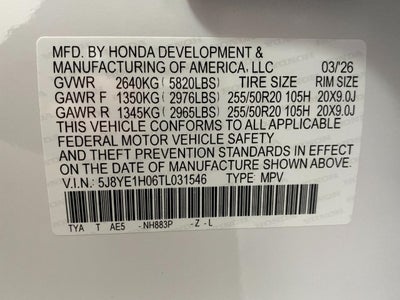 MFD. BY HONDA DEVELOPMENT &
MANUFACTURING OF AMERICA, LLC 03/'26
GVWR 2640KG (5820LBS) TIRE SIZE RIM SIZE
GAWR F 1350KG (2976LBS) 255/50R20 105H 20X9.0J
GAWR R 1345KG (2965LBS) 255/50R20 105H 20X9.0J
THIS VEHICLE CONFORMS TO ALL APPLICABLE
FEDERAL MOTOR VEHICLE SAFETY
AND THEFT PREVENTION STANDARDS IN EFFECT ON THE
DATE OF MANUFACTURE SHOWN ABOVE.
V.I.N.: 5J8YE1H06TL031546 TYPE: MPV
TYA T AE5 -.NH883P -Z-L